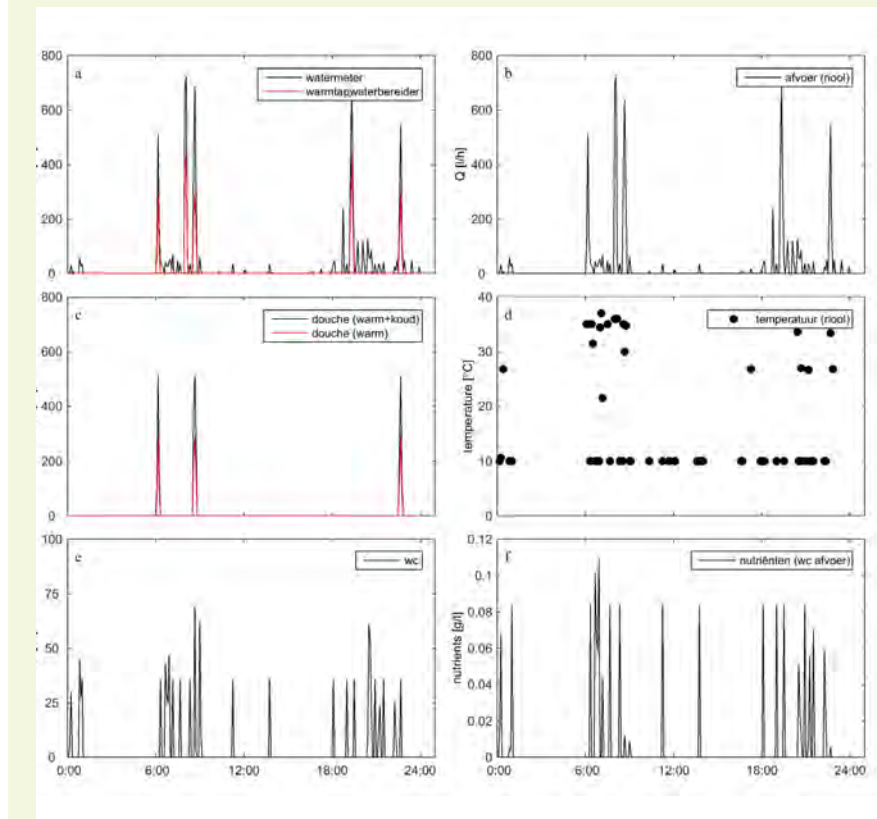 800
600
400
200
0
a
watermeter
warmtapwaterbereider
800
600
400
200
0
Q [l/h]
b
afvoer (riool)
800
600
400
200
0
c
douche (warm+koud)
douche (warm)
40
30
20
10
0
temperature [°C]
d
temperatuur (riool)
100
75
50
25
0
e
wc
0:00 6:00 12:00 18:00 24:00
0.12
0.1
0.08
0.06
0.04
0.02
0
nutrients [g/l]
f
nutriënten (wc afvoer)
0:00 6:00 12:00 18:00 24:00